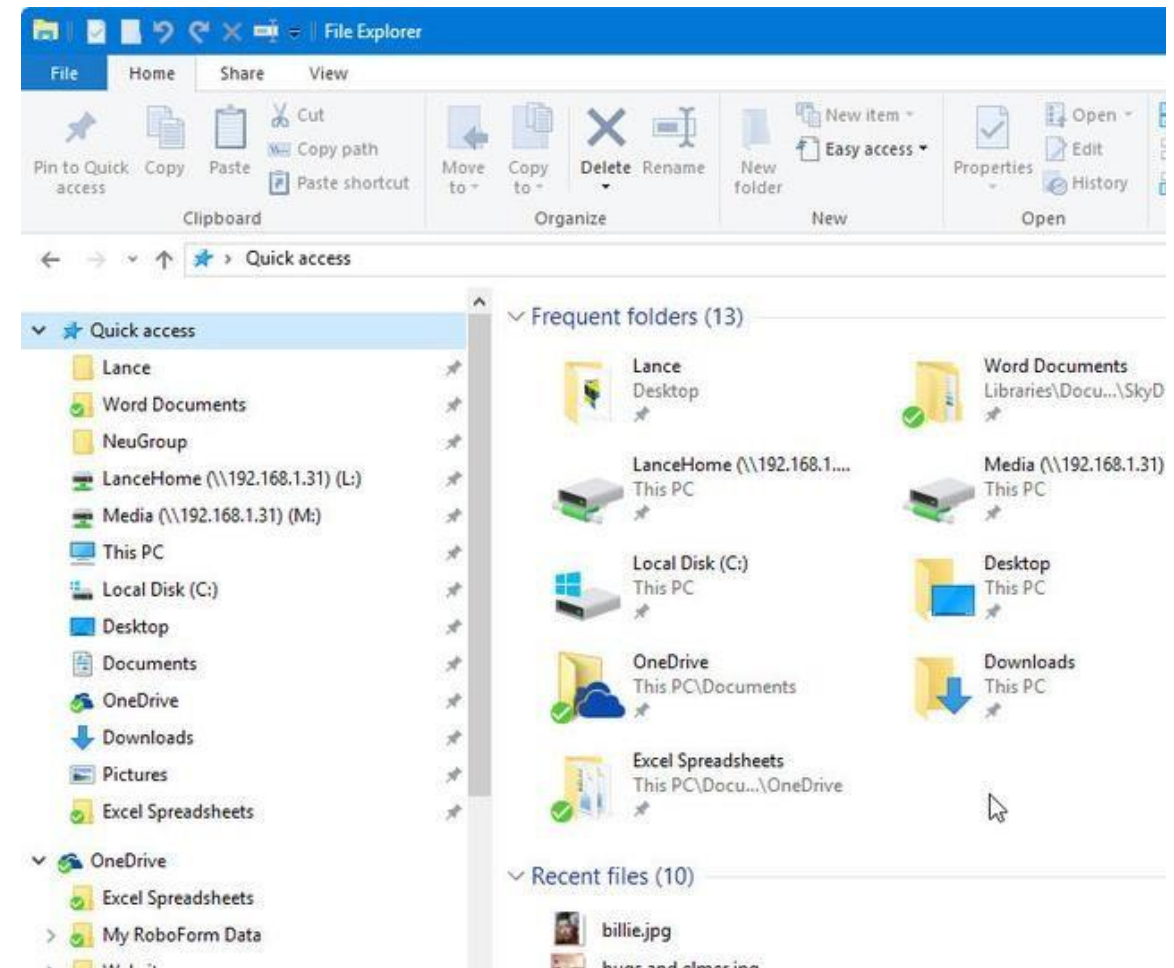 File Explorer
File Home Share View
Pin to Quick access
Copy
Paste
Cut
Copy path
Paste shortcut
Clipboard
Move to
Copy to
Delete
Rename
Organize
New folder
New item
Easy access
New
Properties
Open
Edit
History
Open
Quick access
Quick access
Lance
Word Documents
NeuGroup
LanceHome (\\192.168.1.31) (L:)
Media (\\192.168.1.31) (M:)
This PC
Local Disk (C:)
Desktop
Documents
OneDrive
Downloads
Pictures
Excel Spreadsheets
OneDrive
Excel Spreadsheets
My RoboForm Data
Frequent folders (13)
Lance
Desktop
Word Documents
Libraries\Docu...\SkyD
LanceHome (\\192.168.1....
This PC
Media (\\192.168.1.31)
This PC
Local Disk (C:)
This PC
Desktop
This PC
OneDrive
This PC\Documents
Downloads
This PC
Excel Spreadsheets
This PC\Docu...\OneDrive
Recent files (10)
billie.jpg